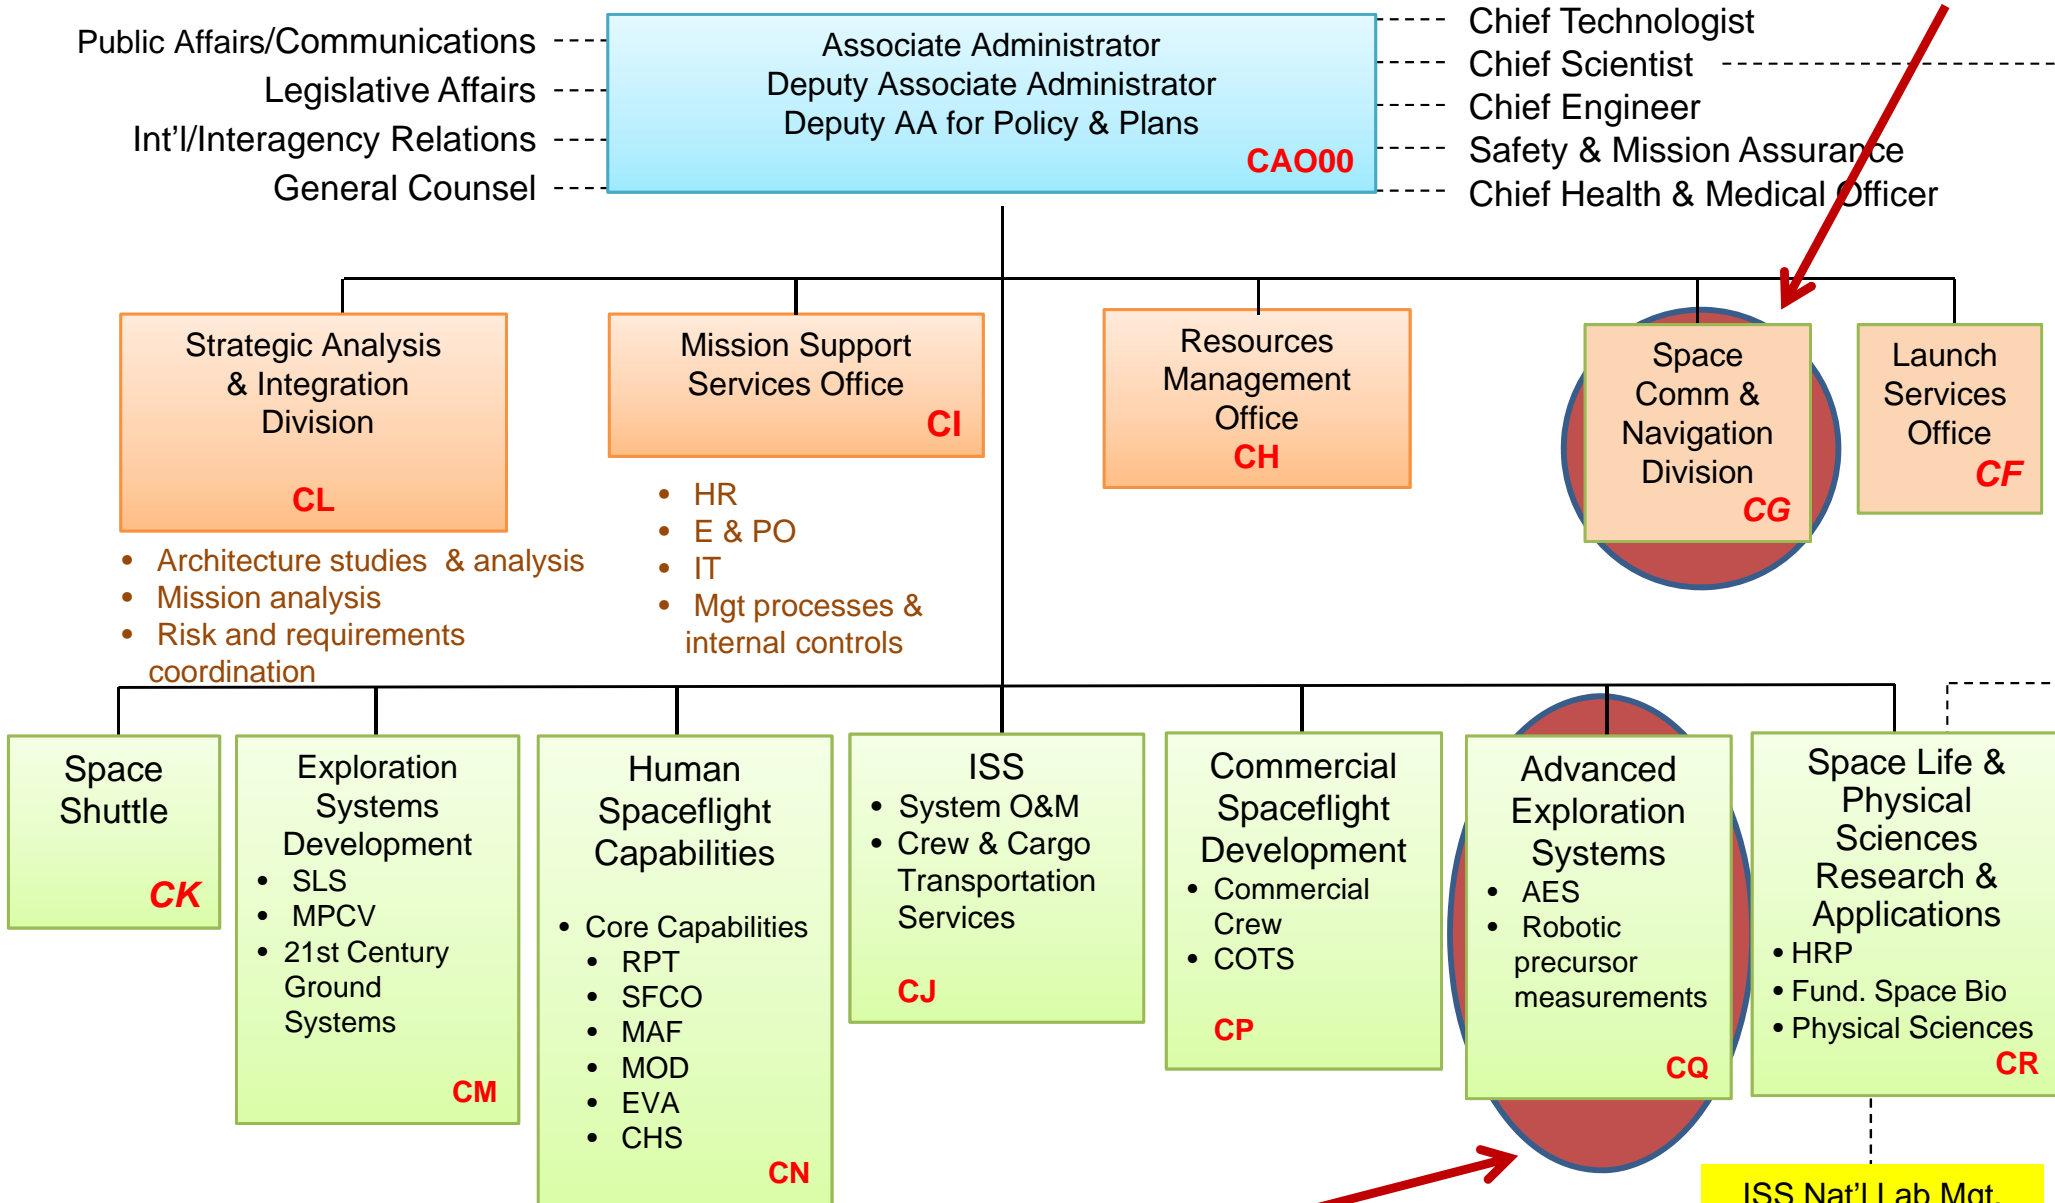 Public Affairs/Communications
Legislative Affairs
Int'l/Interagency Relations
General Counsel
Associate Administrator
Deputy Associate Administrator
Deputy AA for Policy & Plans
CAO00
Chief Technologist
Chief Scientist
Chief Engineer
Safety & Mission Assurance
Chief Health & Medical Officer
Strategic Analysis
& Integration
Division
CL
• Architecture studies & analysis
• Mission analysis
• Risk and requirements
coordination
Mission Support
Services Office
CI
• HR
• E & PO
• IT
• Mgt processes &
internal controls
Resources
Management
Office
CH
Space
Comm &
Navigation
Division
CG
Launch
Services
Office
CF
Space
Shuttle
CK
Exploration
Systems
Development
• SLS
• MPCV
• 21st Century
Ground
Systems
CM
Human
Spaceflight
Capabilities
• Core Capabilities
• RPT
• SFCO
• MAF
• MOD
• EVA
• CHS
CN
ISS
• System O&M
• Crew & Cargo
Transportation
Services
CJ
Commercial
Spaceflight
Development
• Commercial
Crew
• COTS
CP
Advanced
Exploration
Systems
• AES
• Robotic
precursor
measurements
CQ
Space Life &
Physical
Sciences
Research &
Applications
• HRP
• Fund. Space Bio
• Physical Sciences
CR
ISS Nat'l Lab Mgt.